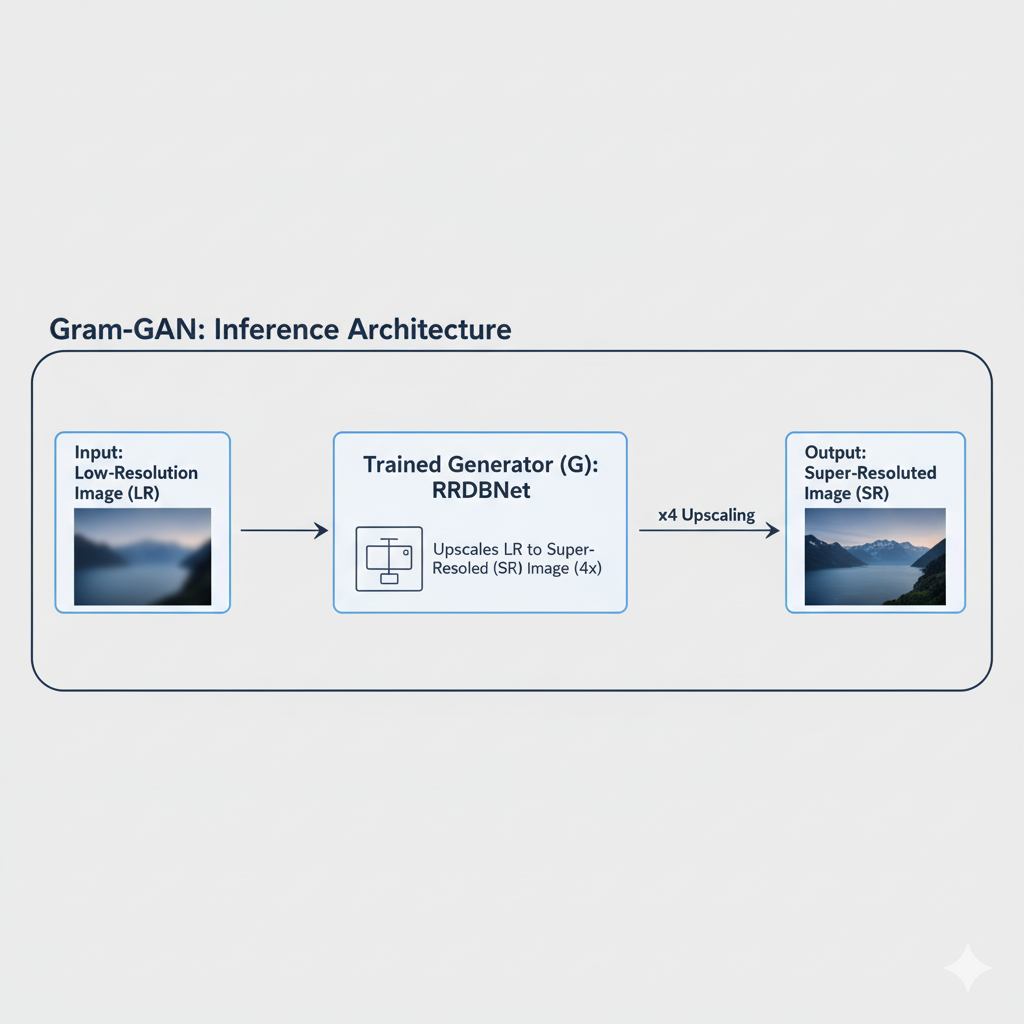 Gram-GAN: Inference Architecture
Input:
Low-Resolution
Image (LR)
Trained Generator (G):
RRDBNet
Upscales LR to Super-
Resoled (SR) Image (4x)
x4 Upscaling
Output:
Super-Resoluted
Image (SR)